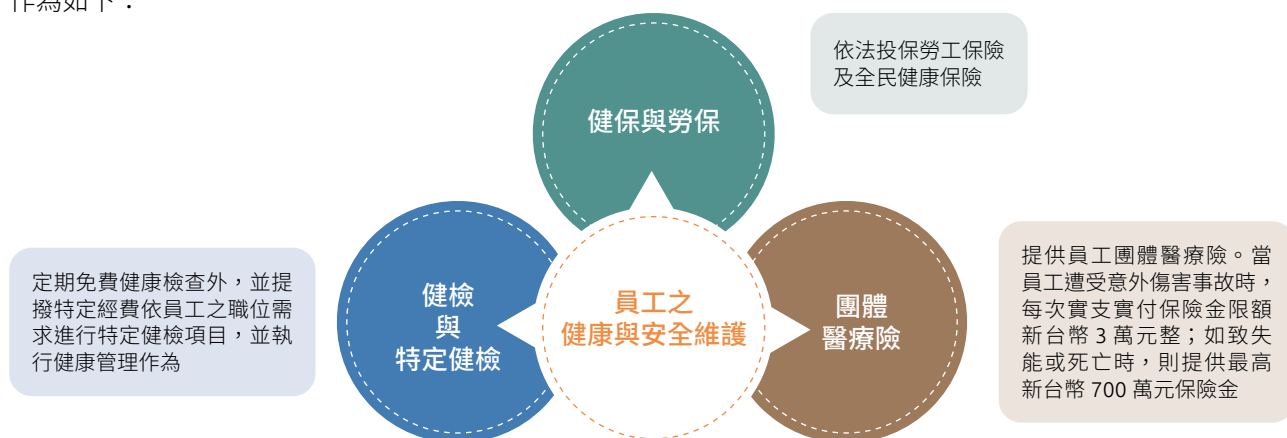 作為如下：
健保與勞保
依法投保勞工保險
及全民健康保險
定期免費健康檢查外，並提
撥特定經費依員工之職位需
求進行特定健檢項目，並執
行健康管理作為
健檢
與
特定健檢
員工之
健康與安全維護
團體
醫療險
提供員工團體醫療險。當
員工遭受意外傷害事故時，
每次實支實付保險金限額
新台幣 3 萬元整；如致失
能或死亡時，則提供最高
新台幣 700 萬元保險金